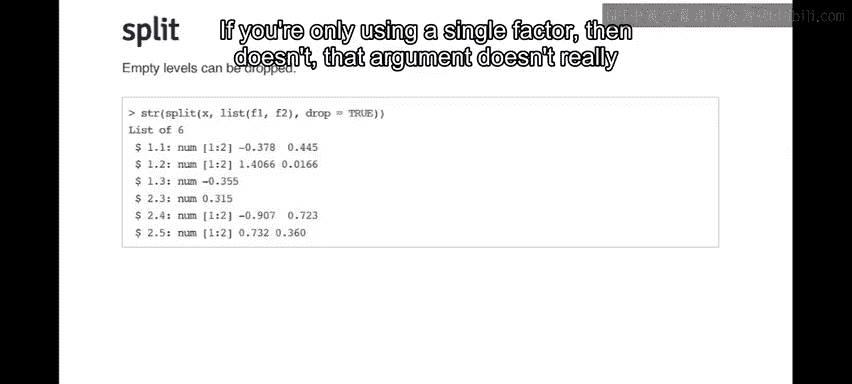 split
If you're only using a single factor, then
doesn't, that argument doesn't really
Empty levels can be dropped.
> str(split(x, list(f1, f2), drop = TRUE))
List of 6
$ 1.1: num [1:2] -0.378 0.445
$ 1.2: num [1:2] 1.4066 0.0166
$ 1.3: num -0.355
$ 2.3: num 0.315
$ 2.4: num [1:2] -0.907 0.723
$ 2.5: num [1:2] 0.732 0.360